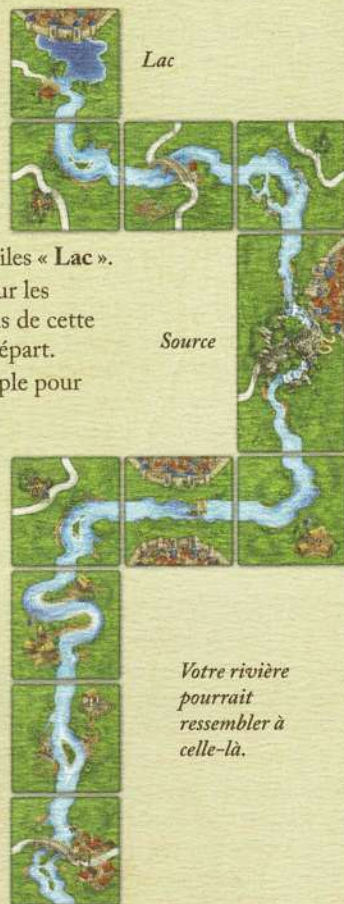 Lac
iles « Lac ».
ur les
s de cette
épart.
ple pour
Source
Votre rivière
pourrait
ressembler à
celle-là.